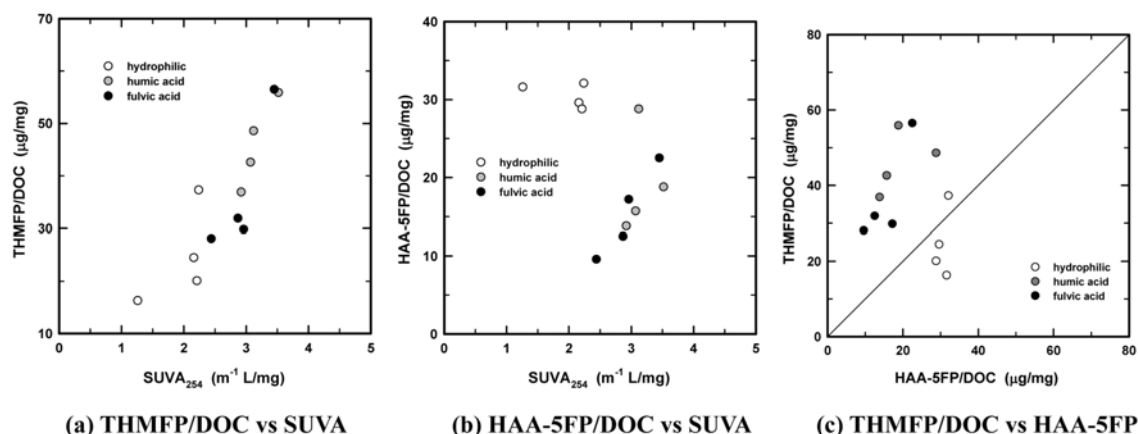 70
50
30
10
0
1
2
3
4
5
THMFP/DOC (µg/mg)
SUVA254 (m-1 L/mg)
hydrophilic
humic acid
fulvic acid
(a) THMFP/DOC vs SUVA
40
30
20
10
0
0
1
2
3
4
5
HAA-5FP/DOC (µg/mg)
SUVA254 (m-1 L/mg)
hydrophilic
humic acid
fulvic acid
(b) HAA-5FP/DOC vs SUVA
80
60
40
20
0
0
20
40
60
80
THMFP/DOC (µg/mg)
HAA-5FP/DOC (µg/mg)
hydrophilic
humic acid
fulvic acid
(c) THMFP/DOC vs HAA-5FP